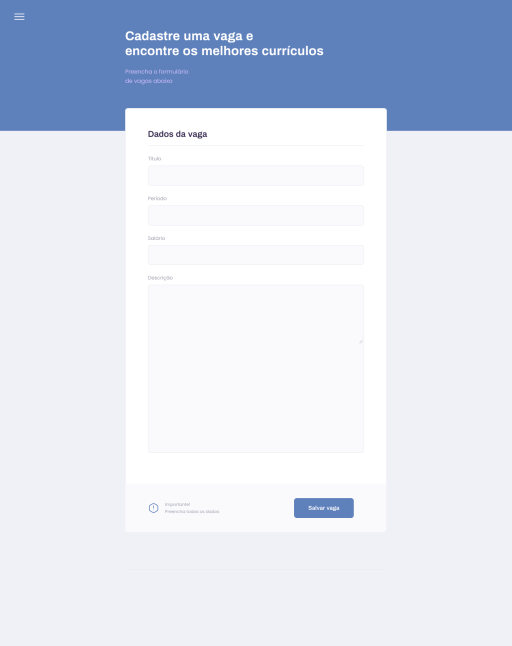 Cadastre uma vaga e
encontre os melhores currículos
Preencha o formulário
de vagas abaixo
Dados da vaga
Título
Período
Salário
Descrição
Importante!
Preencha todos os dados
Salvar vaga